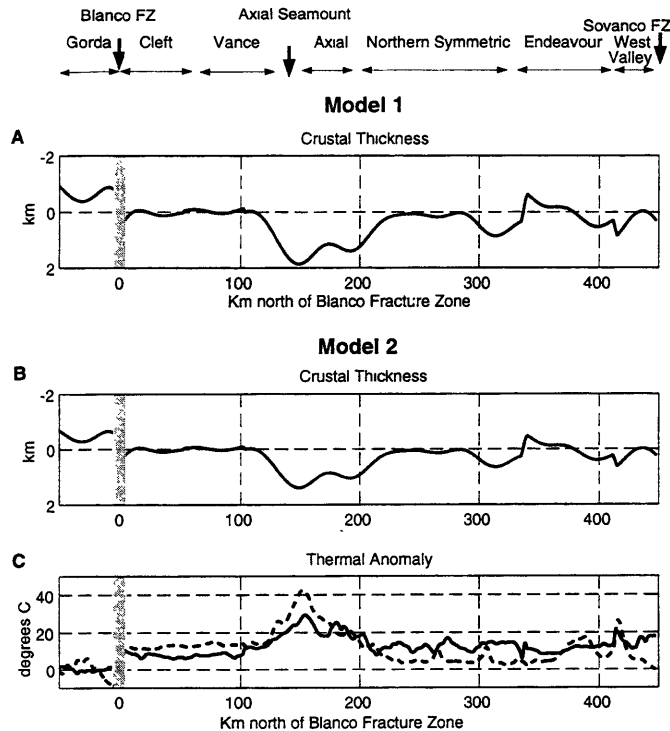 Blanco FZ
Axial Seamount
Sovanco FZ
Gorda
Cleft
Vance
Axial
Northern Symmetric
Endeavour
West
Valley
Model 1
A
Crustal Thickness
-2
0
2
km
0
100
200
300
400
Km north of Blanco Fracture Zone
Model 2
B
Crustal Thickness
-2
0
2
km
0
100
200
300
400
C
Thermal Anomaly
40
20
0
degrees C
0
100
200
300
400
Km north of Blanco Fracture Zone